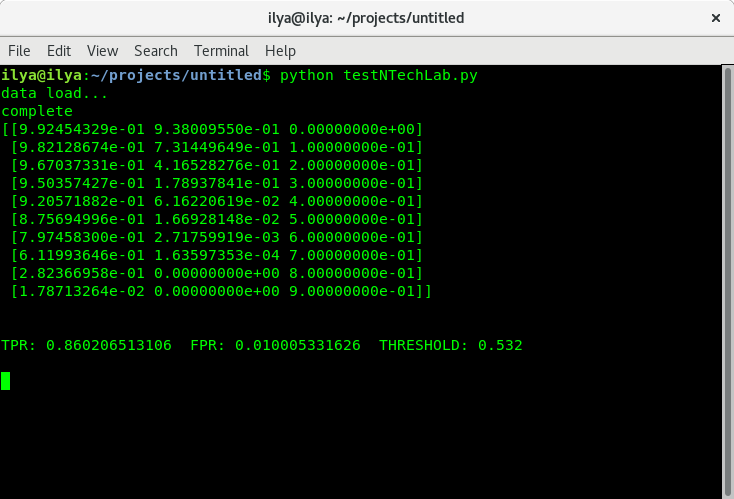 ilya@ilya: ~/projects/untitled ×
File Edit View Search Terminal Help
ilya@ilya:~/projects/untitled$ python testNTechLab.py
data load...
complete
[[9.92454329e-01 9.38009550e-01 0.00000000e+00]
 [9.82128674e-01 7.31449649e-01 1.00000000e-01]
 [9.67037331e-01 4.16528276e-01 2.00000000e-01]
 [9.50357427e-01 1.78937841e-01 3.00000000e-01]
 [9.20571882e-01 6.16220619e-02 4.00000000e-01]
 [8.75694996e-01 1.66928148e-02 5.00000000e-01]
 [7.97458300e-01 2.71759919e-03 6.00000000e-01]
 [6.11993646e-01 1.63597353e-04 7.00000000e-01]
 [2.82366958e-01 0.00000000e+00 8.00000000e-01]
 [1.78713264e-02 0.00000000e+00 9.00000000e-01]]
TPR: 0.860206513106  FPR: 0.010005331626  THRESHOLD: 0.532